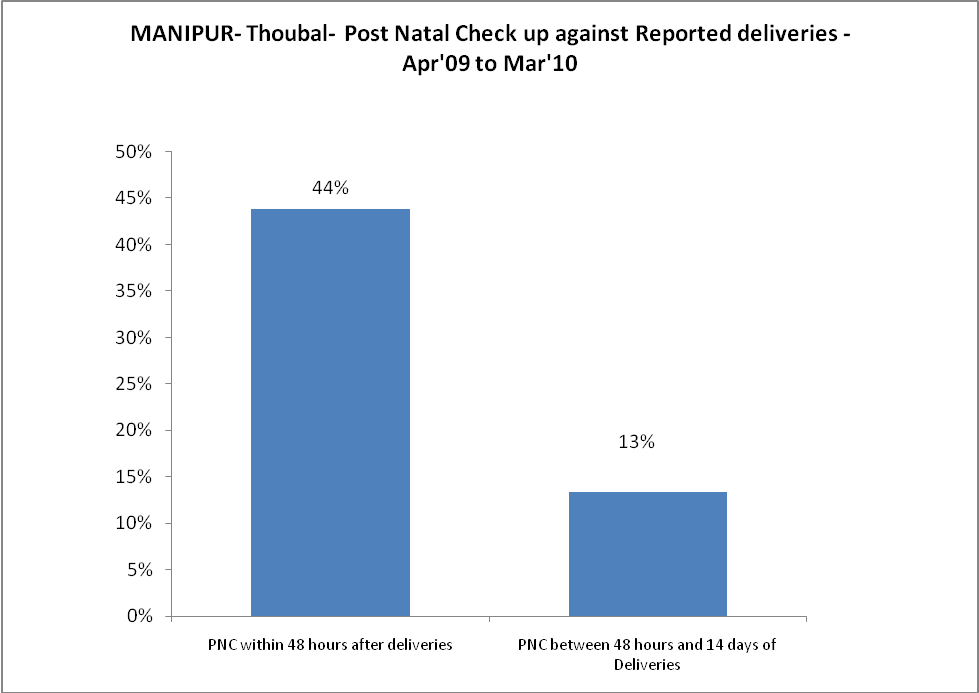 MANIPUR- Thoubal- Post Natal Check up against Reported deliveries -
Apr'09 to Mar'10
50%
45%
40%
35%
30%
25%
20%
15%
10%
5%
0%
44%
13%
PNC within 48 hours after deliveries
PNC between 48 hours and 14 days of
Deliveries